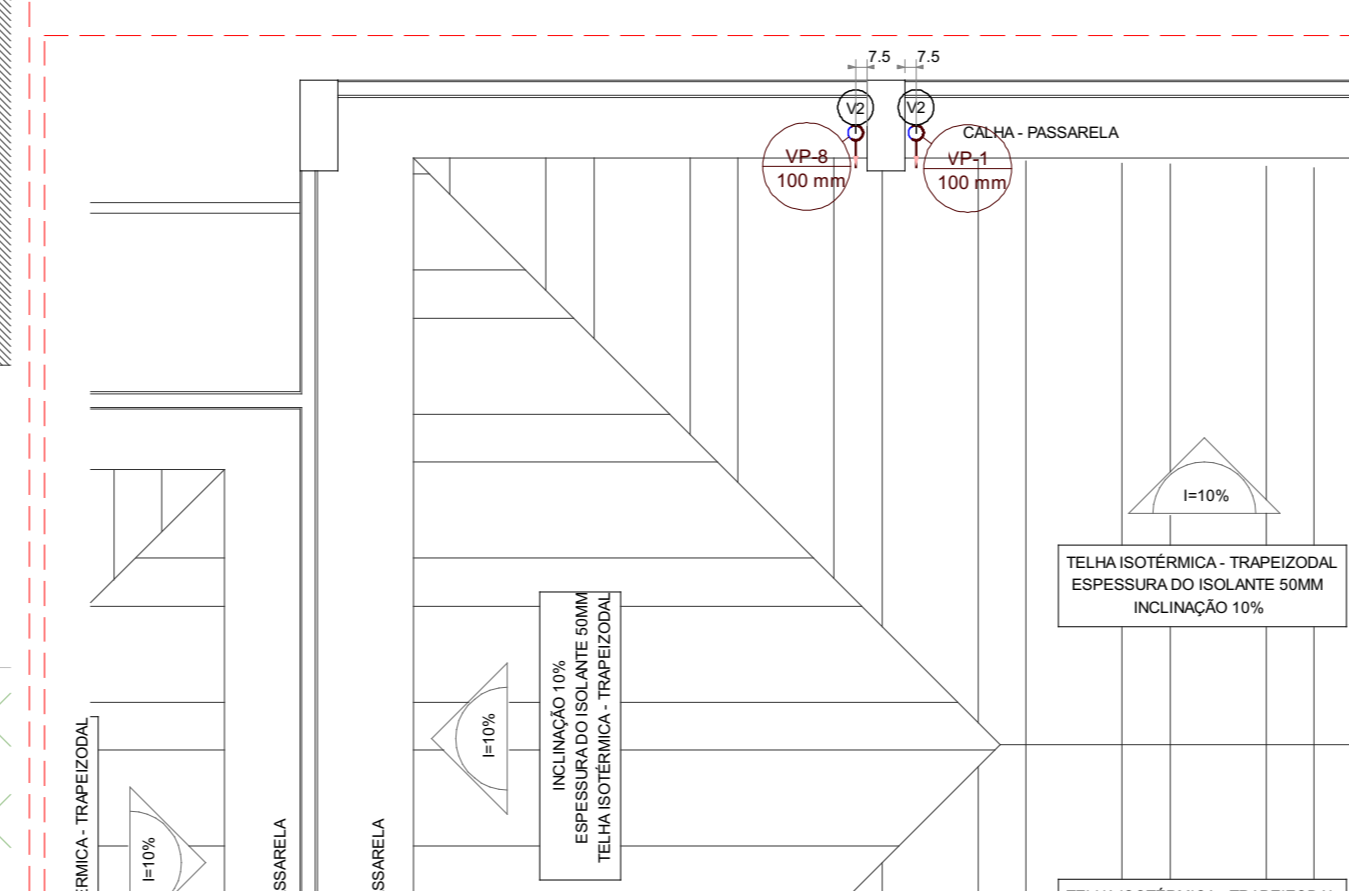 7.5
7.5
V2
V2
CALHA - PASSARELA
VP-8
100 mm
VP-1
100 mm
I=10%
TELHA ISOTÉRMICA - TRAPEIZODAL
ESPESSURA DO ISOLANTE 50MM
INCLINAÇÃO 10%
INCLINAÇÃO 10%
ESPESSURA DO ISOLANTE 50MM
TELHA ISOTÉRMICA - TRAPEIZODAL
I=10%
ÉRMICA - TRAPEIZODAL
I=10%
SSARELA
SSARELA